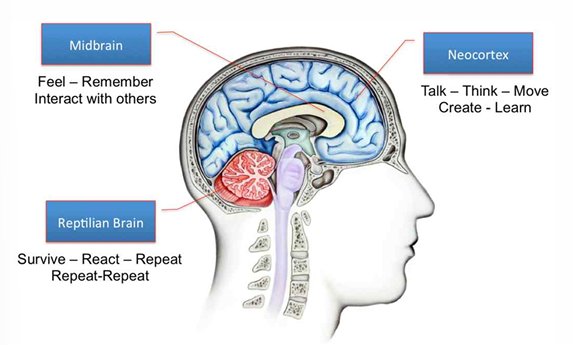 Midbrain
Feel – Remember
Interact with others
Neocortex
Talk – Think – Move
Create - Learn
Reptilian Brain
Survive – React – Repeat
Repeat-Repeat